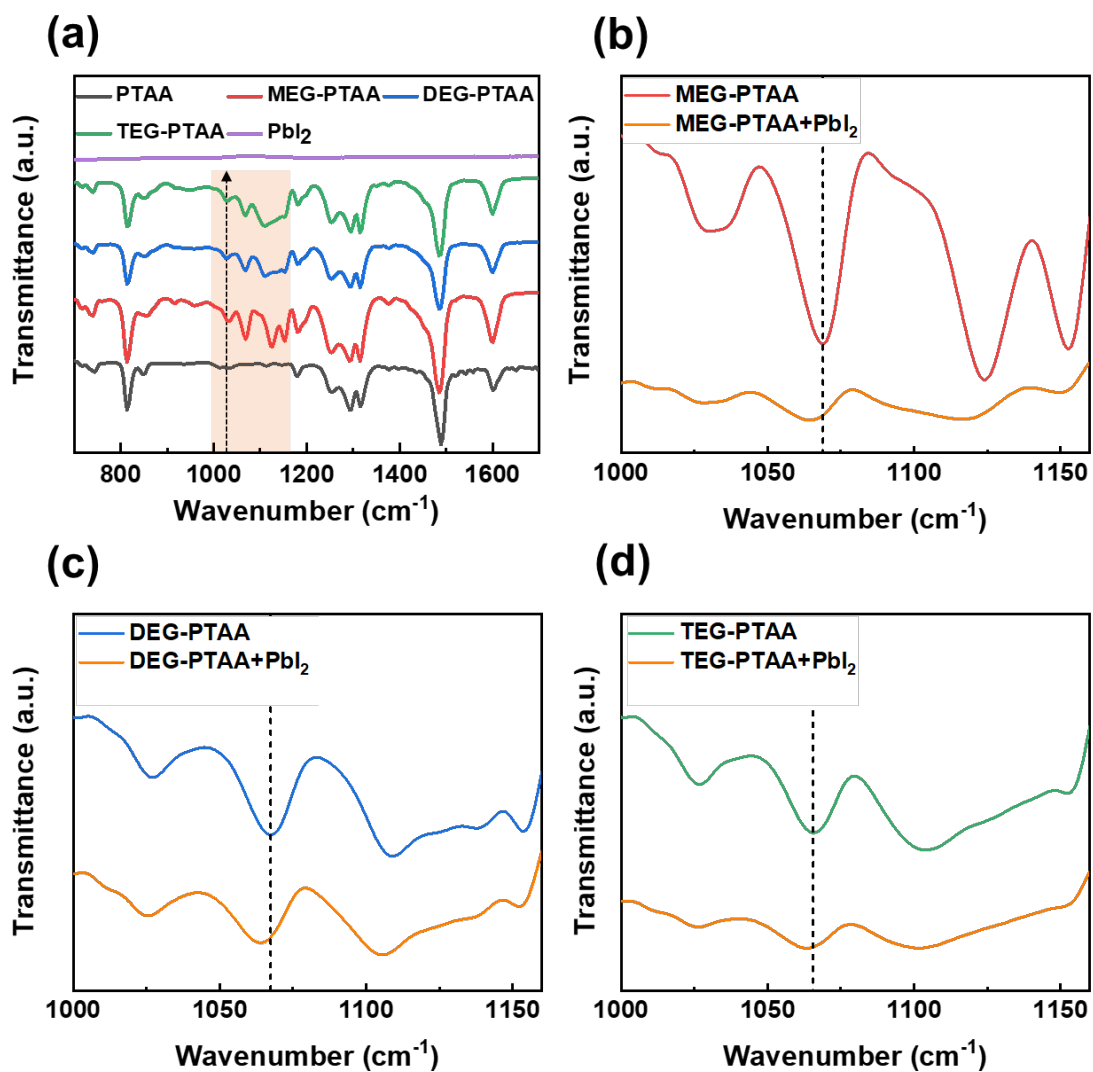 (a)
PTAA MEG-PTAA DEG-PTAA
TEG-PTAA PbI₂
Transmittance (a.u.)
800 1000 1200 1400 1600
Wavenumber (cm⁻¹)
(b)
MEG-PTAA
MEG-PTAA+PbI₂
Transmittance (a.u.)
1000 1050 1100 1150
Wavenumber (cm⁻¹)
(c)
DEG-PTAA
DEG-PTAA+PbI₂
Transmittance (a.u.)
1000 1050 1100 1150
Wavenumber (cm⁻¹)
(d)
TEG-PTAA
TEG-PTAA+PbI₂
Transmittance (a.u.)
1000 1050 1100 1150
Wavenumber (cm⁻¹)